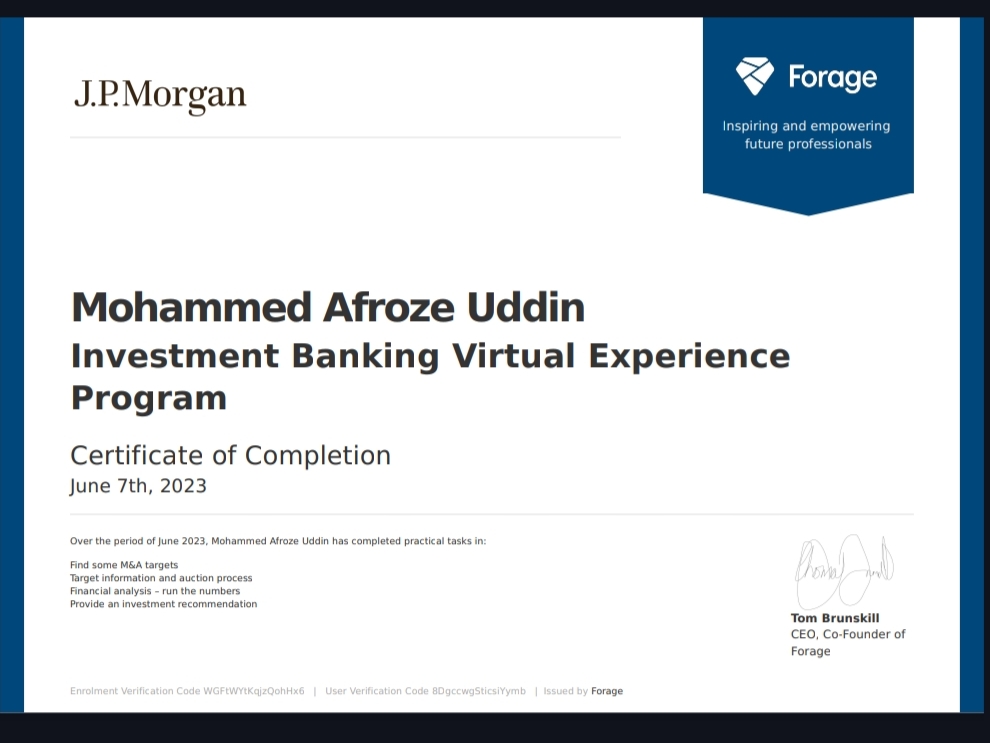 J.P.Morgan
Forage
Inspiring and empowering
future professionals
Mohammed Afroze Uddin
Investment Banking Virtual Experience
Program
Certificate of Completion
June 7th, 2023
Over the period of June 2023, Mohammed Afroze Uddin has completed practical tasks in:
Find some M&A targets
Target information and auction process
Financial analysis – run the numbers
Provide an investment recommendation
Tom Brunskill
CEO, Co-Founder of
Forage
Enrolment Verification Code WGFtWYtKqjzQohHx6 | User Verification Code 8DgccwgSticsiYymb | Issued by Forage